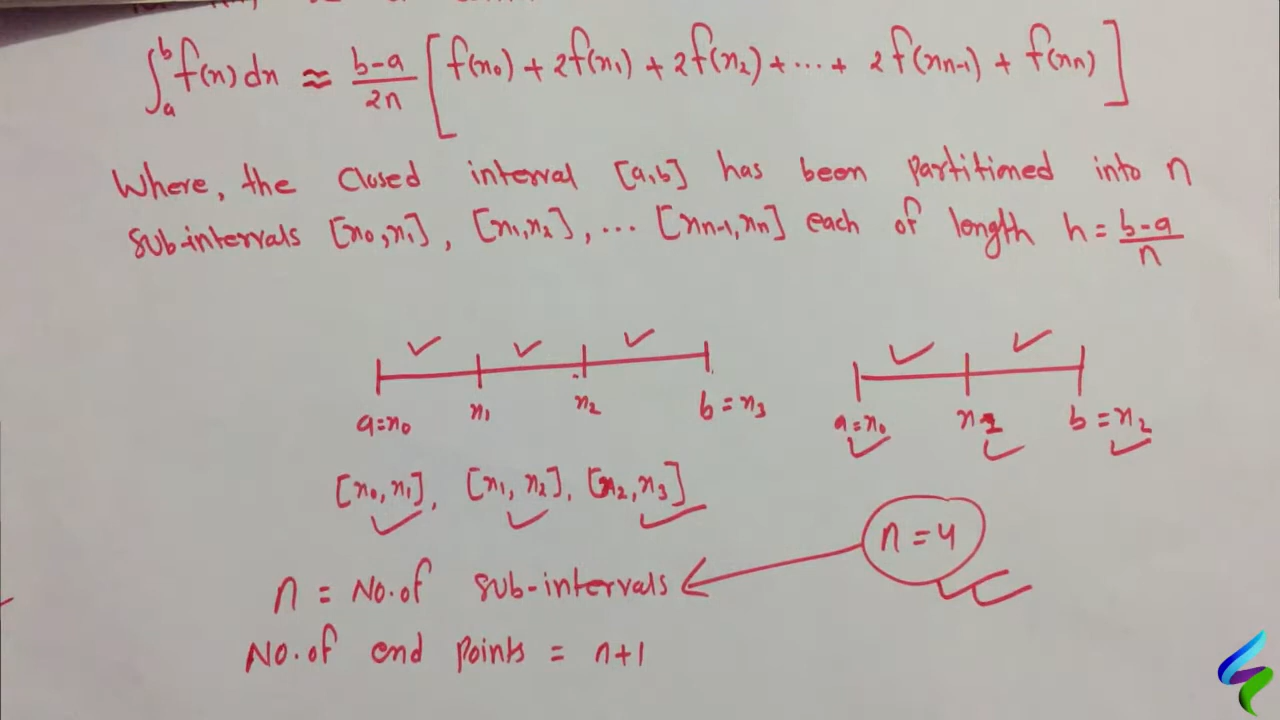 ∫ₐᵇ f(x) dx ≈ b-a/2n [f(x₀) + 2f(x₁) + 2f(x₂) + ... + 2f(xn-1) + f(xn)]
Where, the closed interval [a,b] has been partitioned into n
sub-intervals [x₀,x₁], [x₁,x₂], ... [xn-1,xn] each of length h = b-a/n
a=x₀ x₁ x₂ b=x₃
a=x₀ x₁ b=x₂
[x₀,x₁], [x₁,x₂], [x₂,x₃]
n=4
n = No. of sub-intervals
No. of end points = n+1